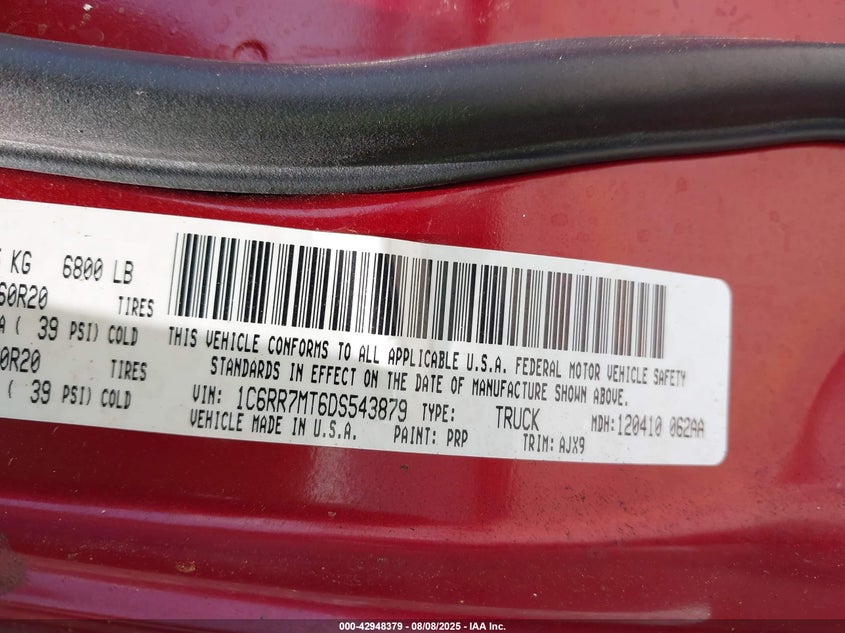 KG 6800 LB
60R20 TIRES
A ( 39 PSI) COLD
0R20 TIRES
( 39 PSI) COLD
THIS VEHICLE CONFORMS TO ALL APPLICABLE U.S.A. FEDERAL MOTOR VEHICLE SAFETY
STANDARDS IN EFFECT ON THE DATE OF MANUFACTURE SHOWN ABOVE.
VIN: 1C6RR7MT6DS543879 TYPE: TRUCK MDH:120410 062AA
VEHICLE MADE IN U.S.A. PAINT: PRP TRIM: AJX9
000-42948379 - 08/08/2025 - IAA Inc.